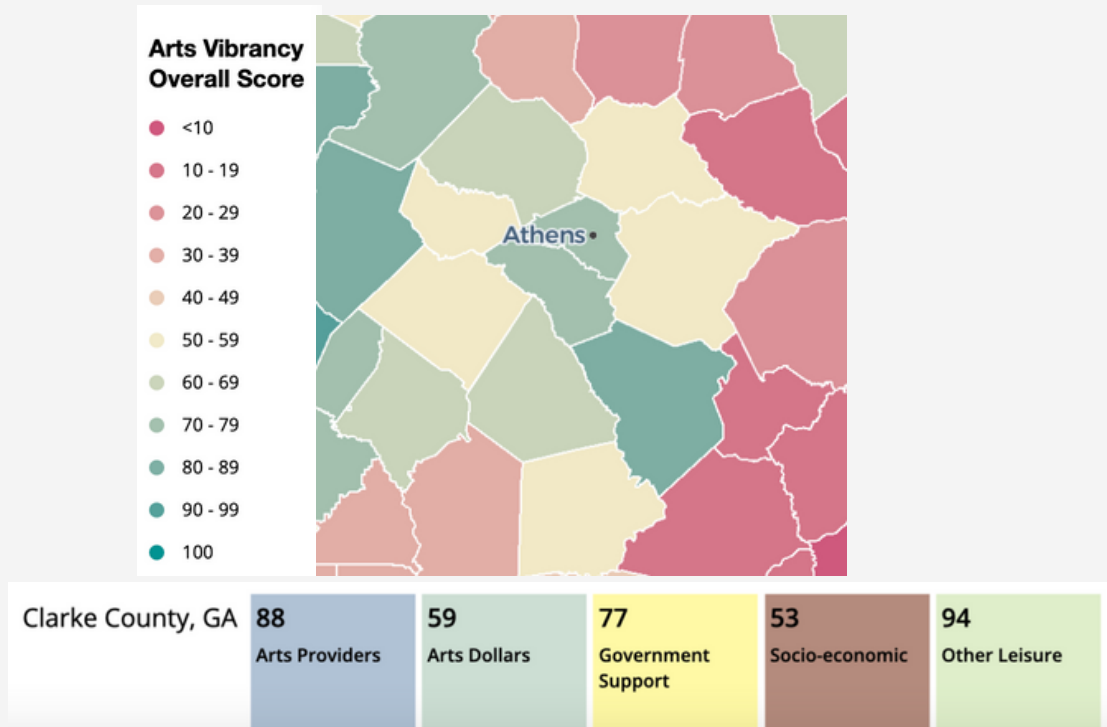 Arts Vibrancy
Overall Score
<10
10 - 19
20 - 29
30 - 39
40 - 49
50 - 59
60 - 69
70 - 79
80 - 89
90 - 99
100
Athens
Clarke County, GA
88
Arts Providers
59
Arts Dollars
77
Government
Support
53
Socio-economic
94
Other Leisure